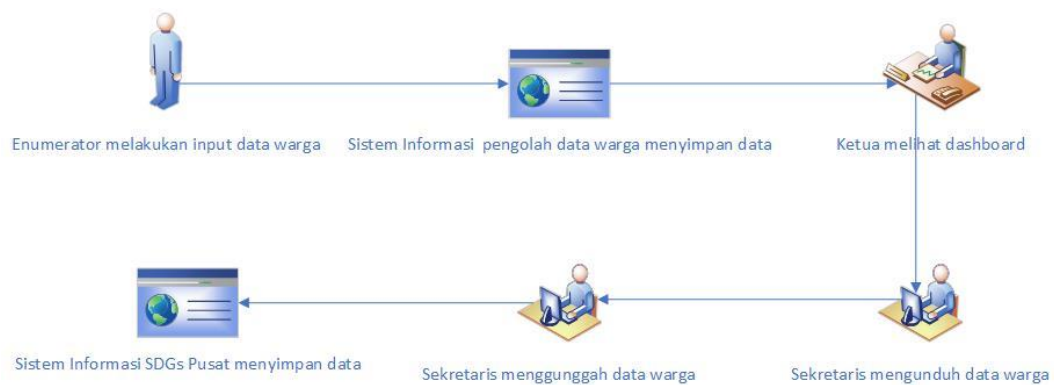 Enumerator melakukan input data warga
Sistem Informasi pengolah data warga menyimpan data
Ketua melihat dashboard
Sistem Informasi SDGs Pusat menyimpan data
Sekretaris menggunggah data warga
Sekretaris mengunduh data warga